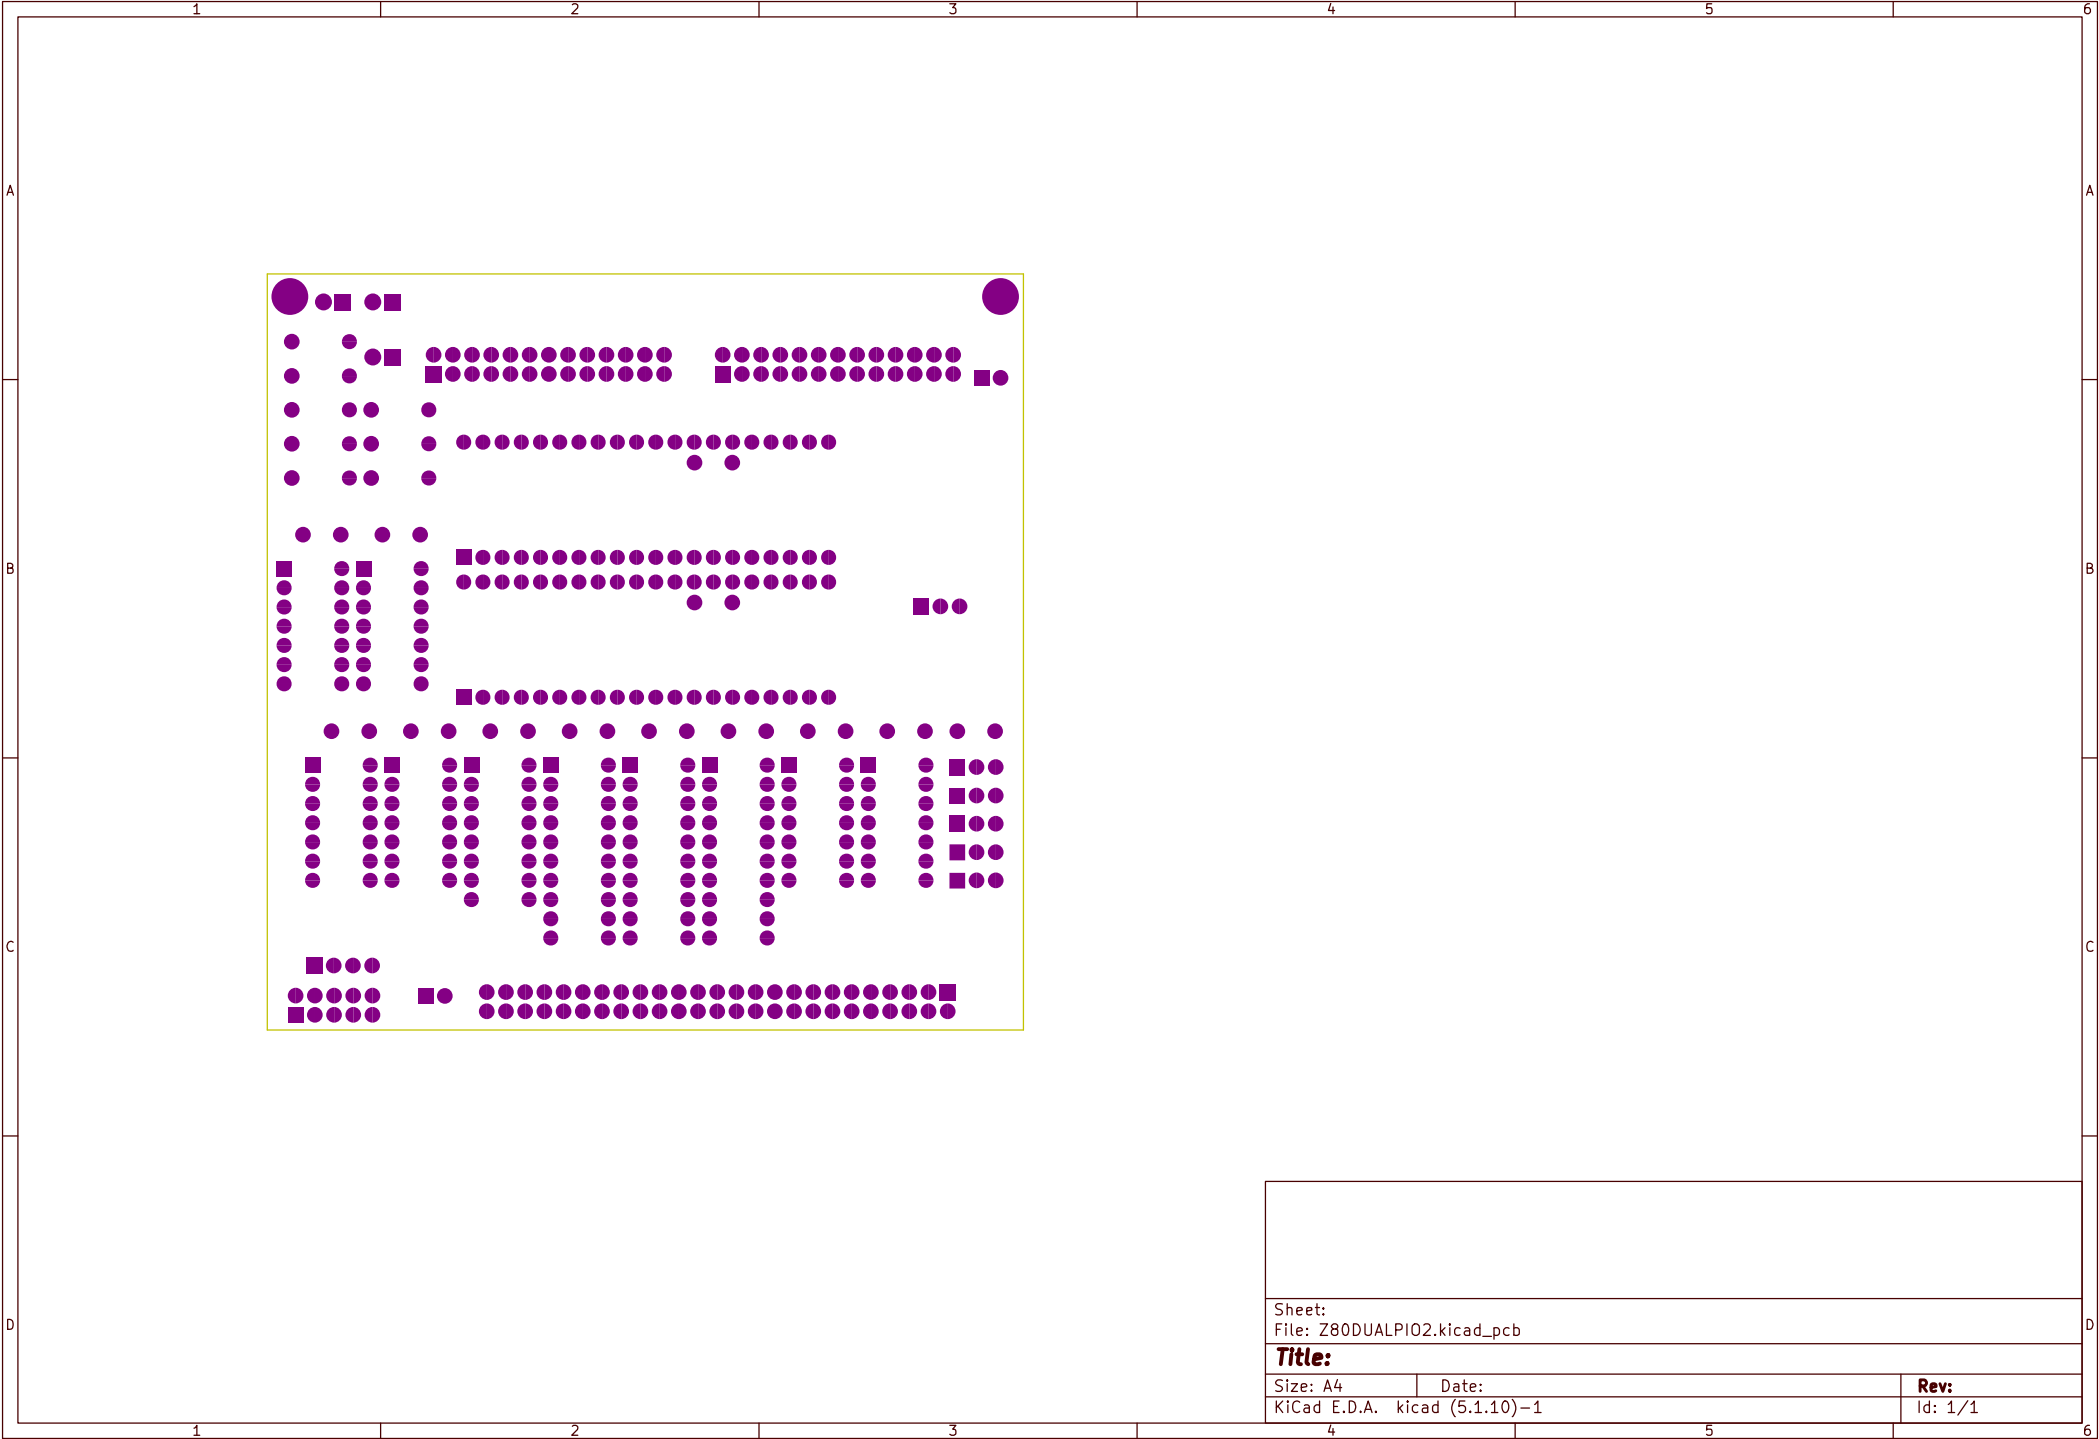 1 2 3 4 5 6
A A
B B
C C
D D
Sheet:
File: Z80DUALPIO2.kicad_pcb
Title:
Size: A4 Date: Rev:
KiCad E.D.A. kicad (5.1.10)-1 Id: 1/1
1 2 3 4 5 6